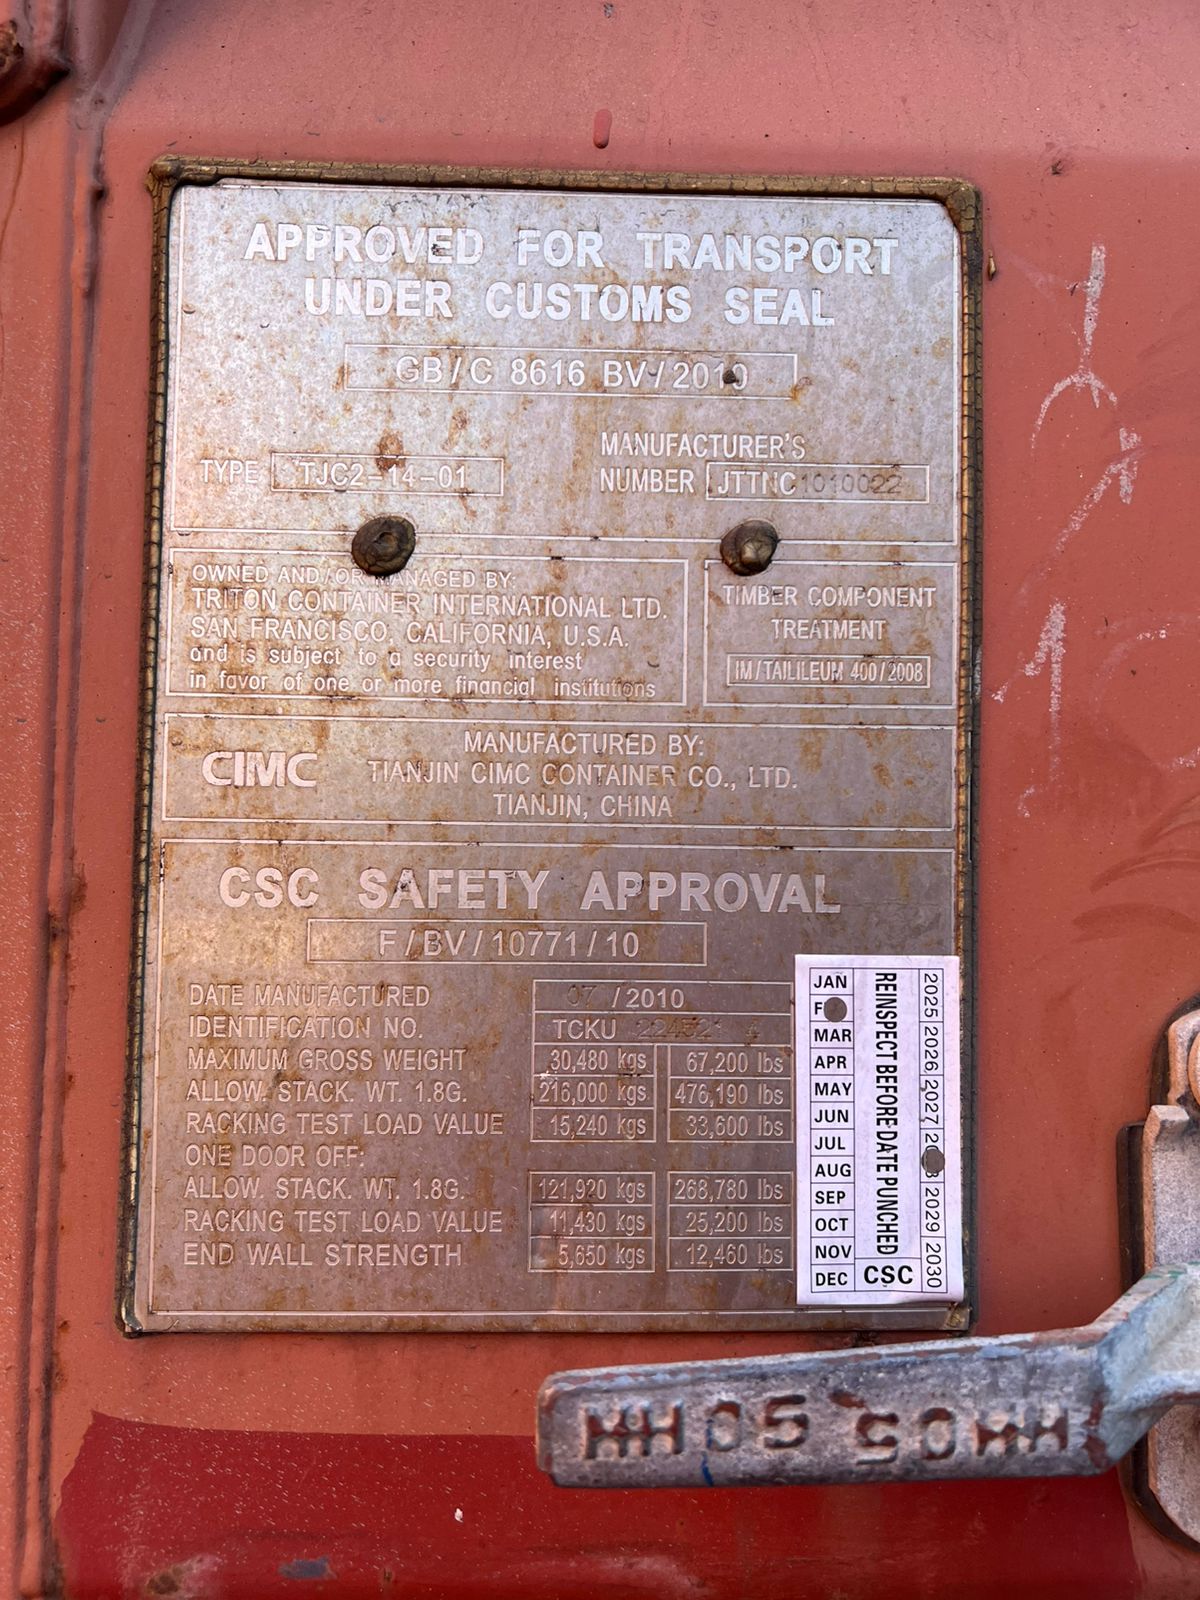 APPROVED FOR TRANSPORT
UNDER CUSTOMS SEAL
GB/C 8616 BV/2010
TYPE TJC2-14-01
MANUFACTURER'S
NUMBER JTTNC1010022
OWNED AND/OR MANAGED BY:
TRITON CONTAINER INTERNATIONAL LTD.
SAN FRANCISCO, CALIFORNIA, U.S.A.
and is subject to a security interest
in favor of one or more financial institutions
TIMBER COMPONENT
TREATMENT
IM/TAILILEUM 400/2008
CIMC
MANUFACTURED BY:
TIANJIN CIMC CONTAINER CO., LTD.
TIANJIN, CHINA
CSC SAFETY APPROVAL
F/BV/10771/10
DATE MANUFACTURED 07/2010
IDENTIFICATION NO. TCKU
MAXIMUM GROSS WEIGHT 30,480 kgs 67,200 lbs
ALLOW. STACK. WT. 1.8G. 216,000 kgs 476,190 lbs
RACKING TEST LOAD VALUE 15,240 kgs 33,600 lbs
ONE DOOR OFF:
ALLOW. STACK. WT. 1.8G. 121,920 kgs 268,780 lbs
RACKING TEST LOAD VALUE 11,430 kgs 25,200 lbs
END WALL STRENGTH 5,650 kgs 12,460 lbs
JAN
MAR
APR
MAY
JUN
JUL
AUG
SEP
OCT
NOV
DEC
REINSPECT BEFORE DATE PUNCHED
CSC
2025 2026 2027 2029 2030
HH05 50HH